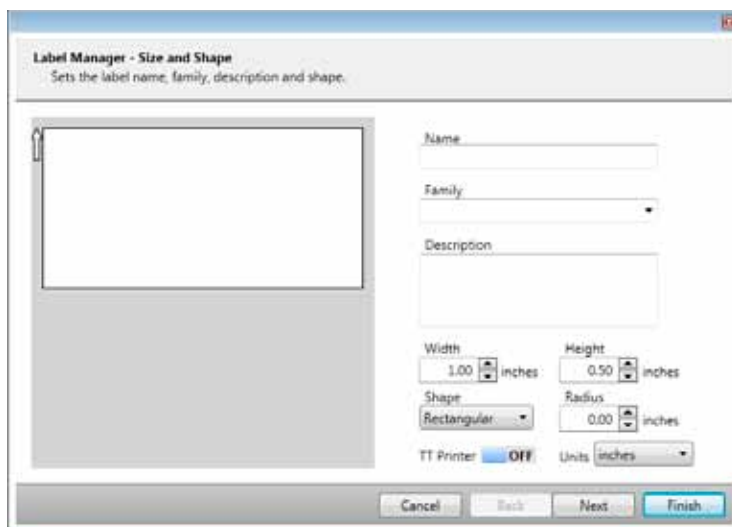 Label Manager - Size and Shape
Sets the label name, family, description and shape.
Name
Family
Description
Width Height
1.00 inches 0.50 inches
Shape Radius
Rectangular 0.00 inches
TT Printer OFF Units inches
Cancel Back Next Finish